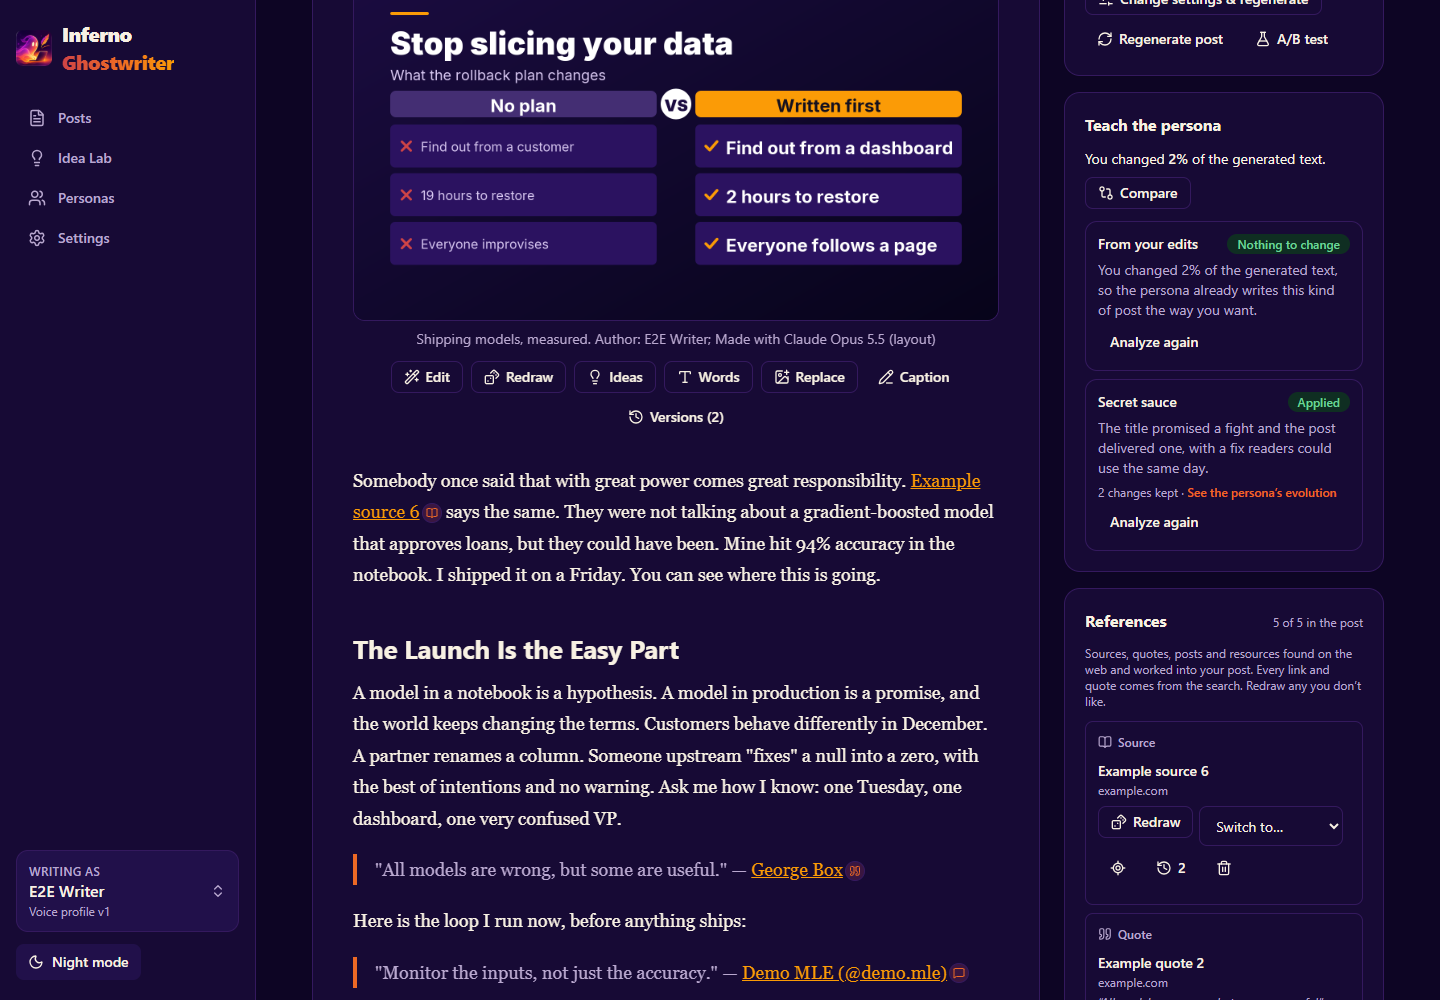 Inferno
Ghostwriter
Posts
Idea Lab
Personas
Settings
WRITING AS
E2E Writer
Voice profile v1
Night mode
Stop slicing your data
What the rollback plan changes
No plan
VS
Written first
Find out from a customer
Find out from a dashboard
19 hours to restore
2 hours to restore
Everyone improvises
Everyone follows a page
Shipping models, measured. Author: E2E Writer; Made with Claude Opus 5.5 (layout)
Edit
Redraw
Ideas
Words
Replace
Caption
Versions (2)
Somebody once said that with great power comes great responsibility. Example
source 6 says the same. They were not talking about a gradient-boosted model
that approves loans, but they could have been. Mine hit 94% accuracy in the
notebook. I shipped it on a Friday. You can see where this is going.
The Launch Is the Easy Part
A model in a notebook is a hypothesis. A model in production is a promise, and
the world keeps changing the terms. Customers behave differently in December.
A partner renames a column. Someone upstream "fixes" a null into a zero, with
the best of intentions and no warning. Ask me how I know: one Tuesday, one
dashboard, one very confused VP.
"All models are wrong, but some are useful." — George Box
Here is the loop I run now, before anything ships:
"Monitor the inputs, not just the accuracy." — Demo MLE (@demo.mle)
Change settings & regenerate
Regenerate post
A/B test
Teach the persona
You changed 2% of the generated text.
Compare
From your edits
Nothing to change
You changed 2% of the generated text,
so the persona already writes this kind
of post the way you want.
Analyze again
Secret sauce
Applied
The title promised a fight and the post
delivered one, with a fix readers could
use the same day.
2 changes kept · See the persona's evolution
Analyze again
References
5 of 5 in the post
Sources, quotes, posts and resources found on the
web and worked into your post. Every link and
quote comes from the search. Redraw any you don't
like.
Source
Example source 6
example.com
Redraw
Switch to...
2
Quote
Example quote 2
example.com